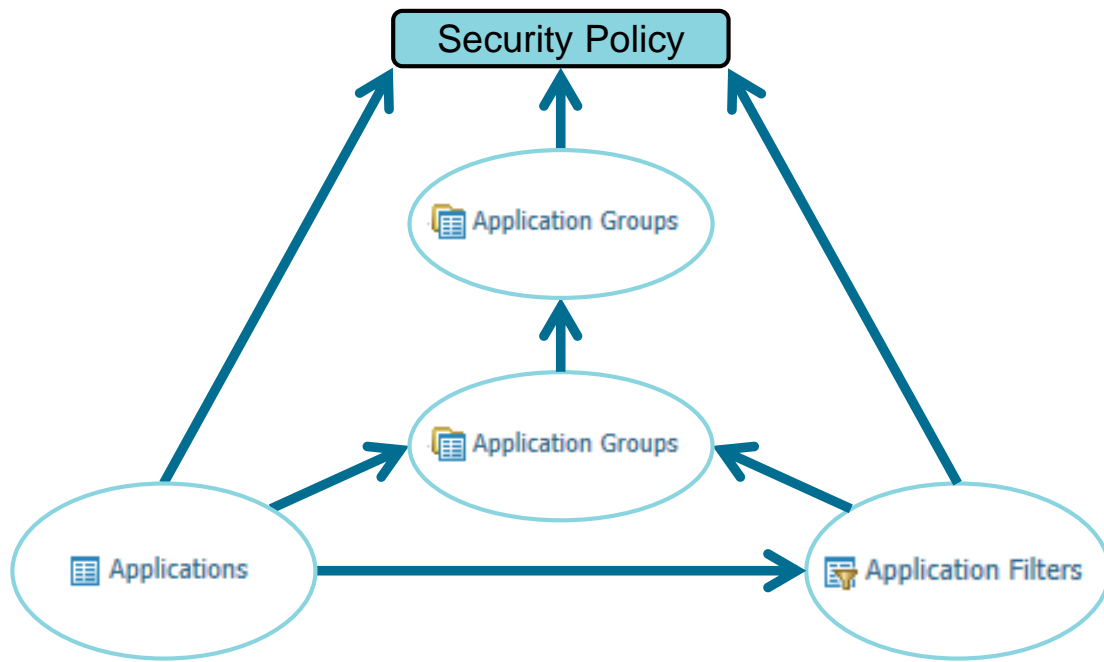 Security Policy
Application Groups
Application Groups
Applications
Application Filters